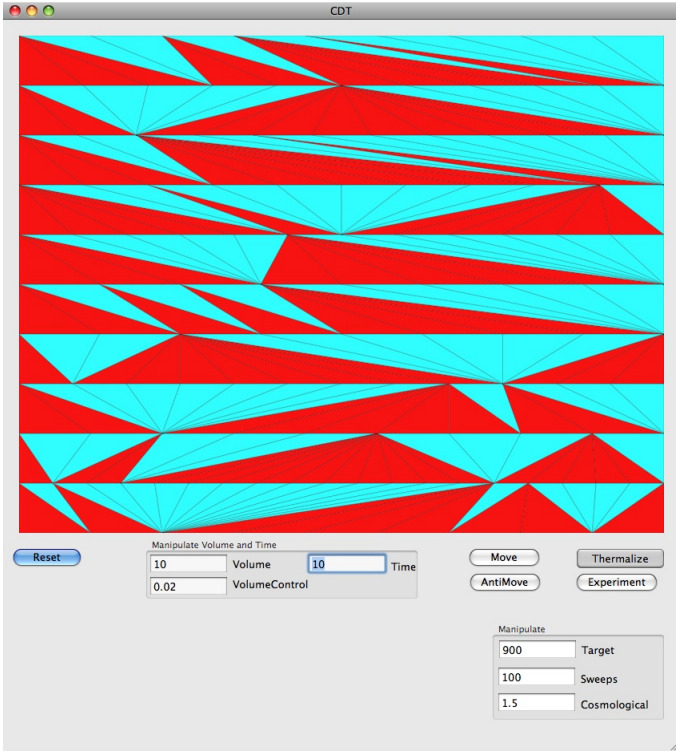 CDT
Reset
Manipulate Volume and Time
10 Volume 10 Time
0.02 VolumeControl
Move Thermalize
AntiMove Experiment
Manipulate
900 Target
100 Sweeps
1.5 Cosmological